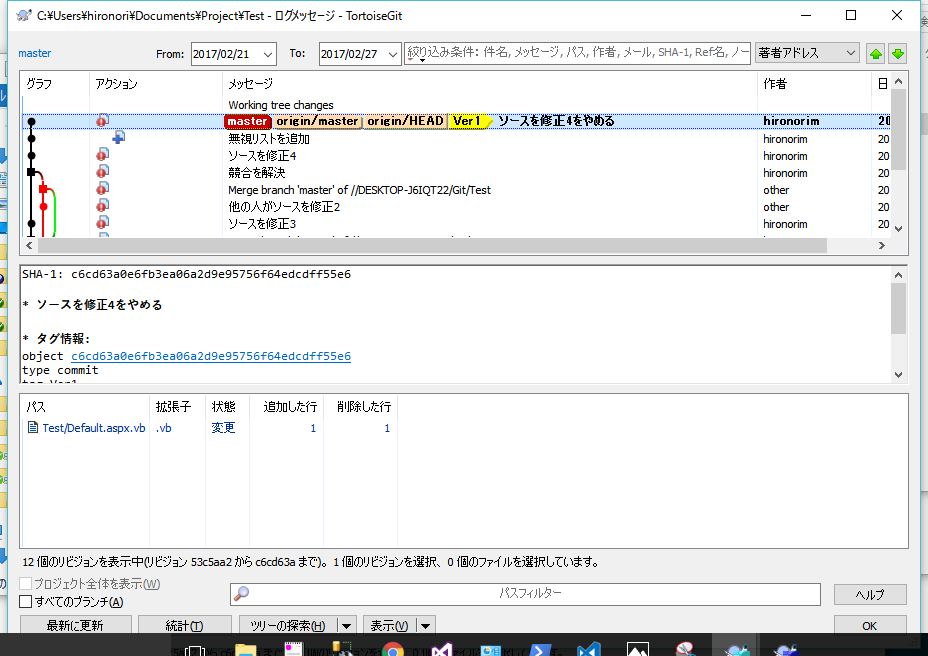 C:¥Users¥hironori¥Documents¥Project¥Test - ログメッセージ - TortoiseGit
master From: 2017/02/21 To: 2017/02/27 絞り込み条件: 件名, メッセージ, パス, 作者, メール, SHA-1, Ref名, ノー 著者アドレス
グラフ アクション メッセージ 作者 日
Working tree changes
master origin/master origin/HEAD Ver1 ソースを修正4をやめる hironorim 20
無視リストを追加 hironorim 20
ソースを修正4 hironorim 20
競合を解決 hironorim 20
Merge branch 'master' of //DESKTOP-J6IQT22/Git/Test other 20
他の人がソースを修正2 other 20
ソースを修正3 hironorim 20
SHA-1: c6cd63a0e6fb3ea06a2d9e95756f64edcdff55e6
* ソースを修正4をやめる
* タグ情報:
object c6cd63a0e6fb3ea06a2d9e95756f64edcdff55e6
type commit
パス 拡張子 状態 追加した行 削除した行
Test/Default.aspx.vb .vb 変更 1 1
12 個のリビジョンを表示中(リビジョン 53c5aa2 から c6cd63a まで)。1 個のリビジョンを選択、0 個のファイルを選択しています。
プロジェクト全体を表示(W)
すべてのブランチ(A) パスフィルター ヘルプ
最新に更新 統計(T) ツリーの探索(H) 表示(V) OK